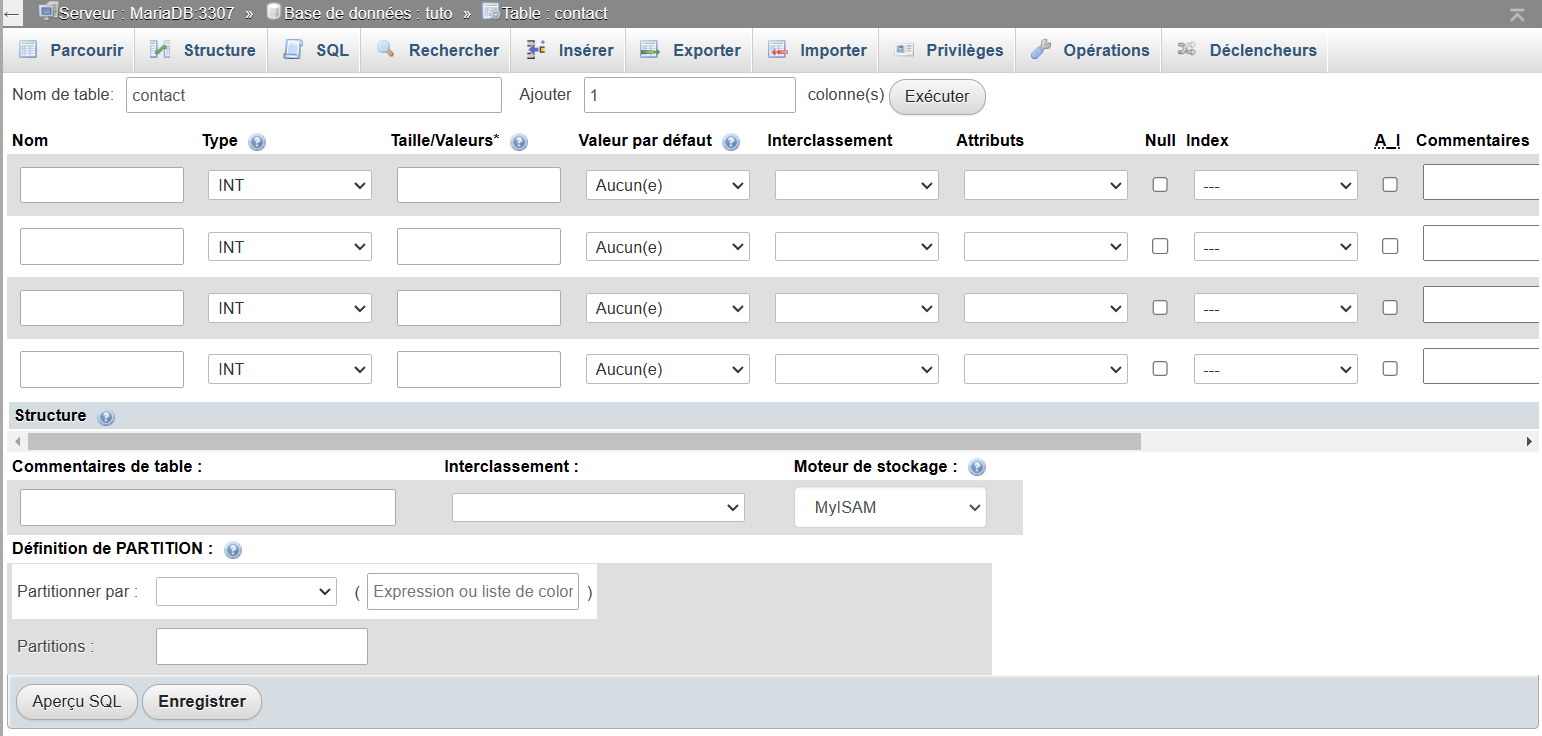 Serveur : MariaDB:3307 » Base de données : tuto » Table : contact
Parcourir Structure SQL Rechercher Insérer Exporter Importer Privilèges Opérations Déclencheurs
Nom de table: contact Ajouter 1 colonne(s) Exécuter
Nom Type Taille/Valeurs* Valeur par défaut Interclassement Attributs Null Index A_I Commentaires
INT Aucun(e) ---
INT Aucun(e) ---
INT Aucun(e) ---
INT Aucun(e) ---
Structure
Commentaires de table : Interclassement : Moteur de stockage :
MyISAM
Définition de PARTITION :
Partitionner par : ( Expression ou liste de color )
Partitions :
Aperçu SQL Enregistrer